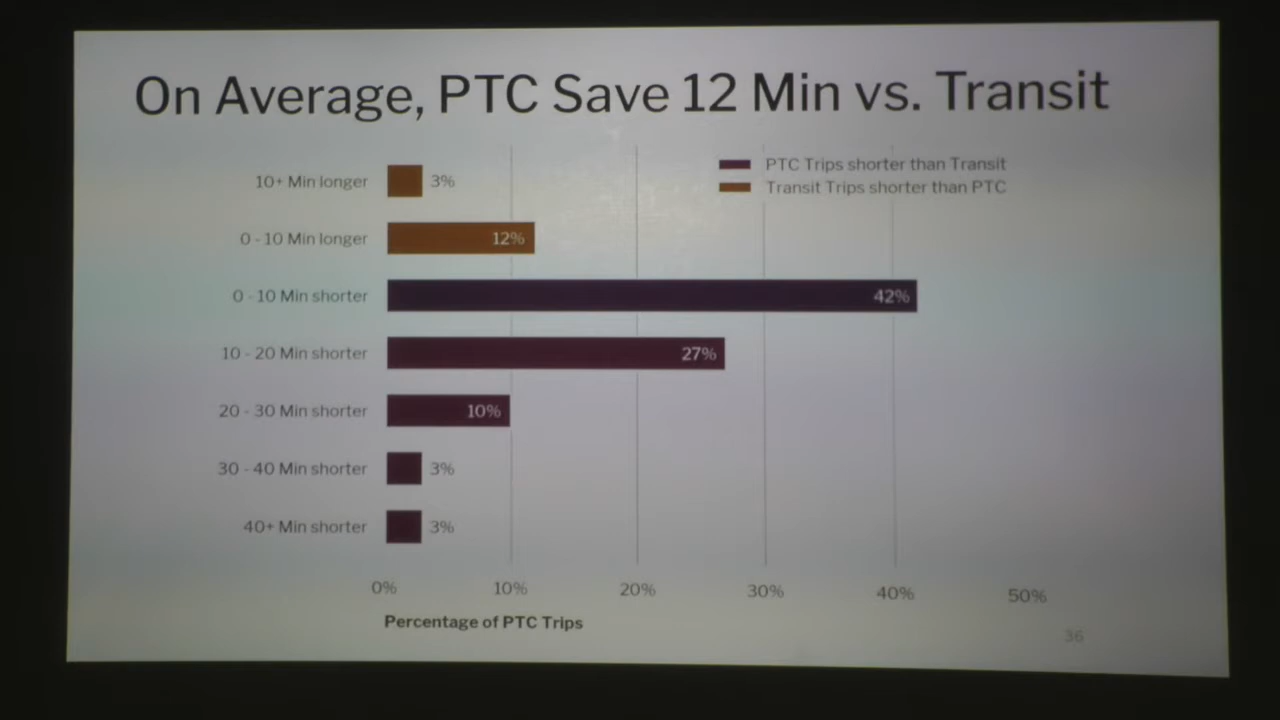 On Average, PTC Save 12 Min vs. Transit
PTC Trips shorter than Transit
Transit Trips shorter than PTC
10+ Min longer 3%
0 - 10 Min longer 12%
0 - 10 Min shorter 42%
10 - 20 Min shorter 27%
20 - 30 Min shorter 10%
30 - 40 Min shorter 3%
40+ Min shorter 3%
0% 10% 20% 30% 40% 50%
Percentage of PTC Trips
36